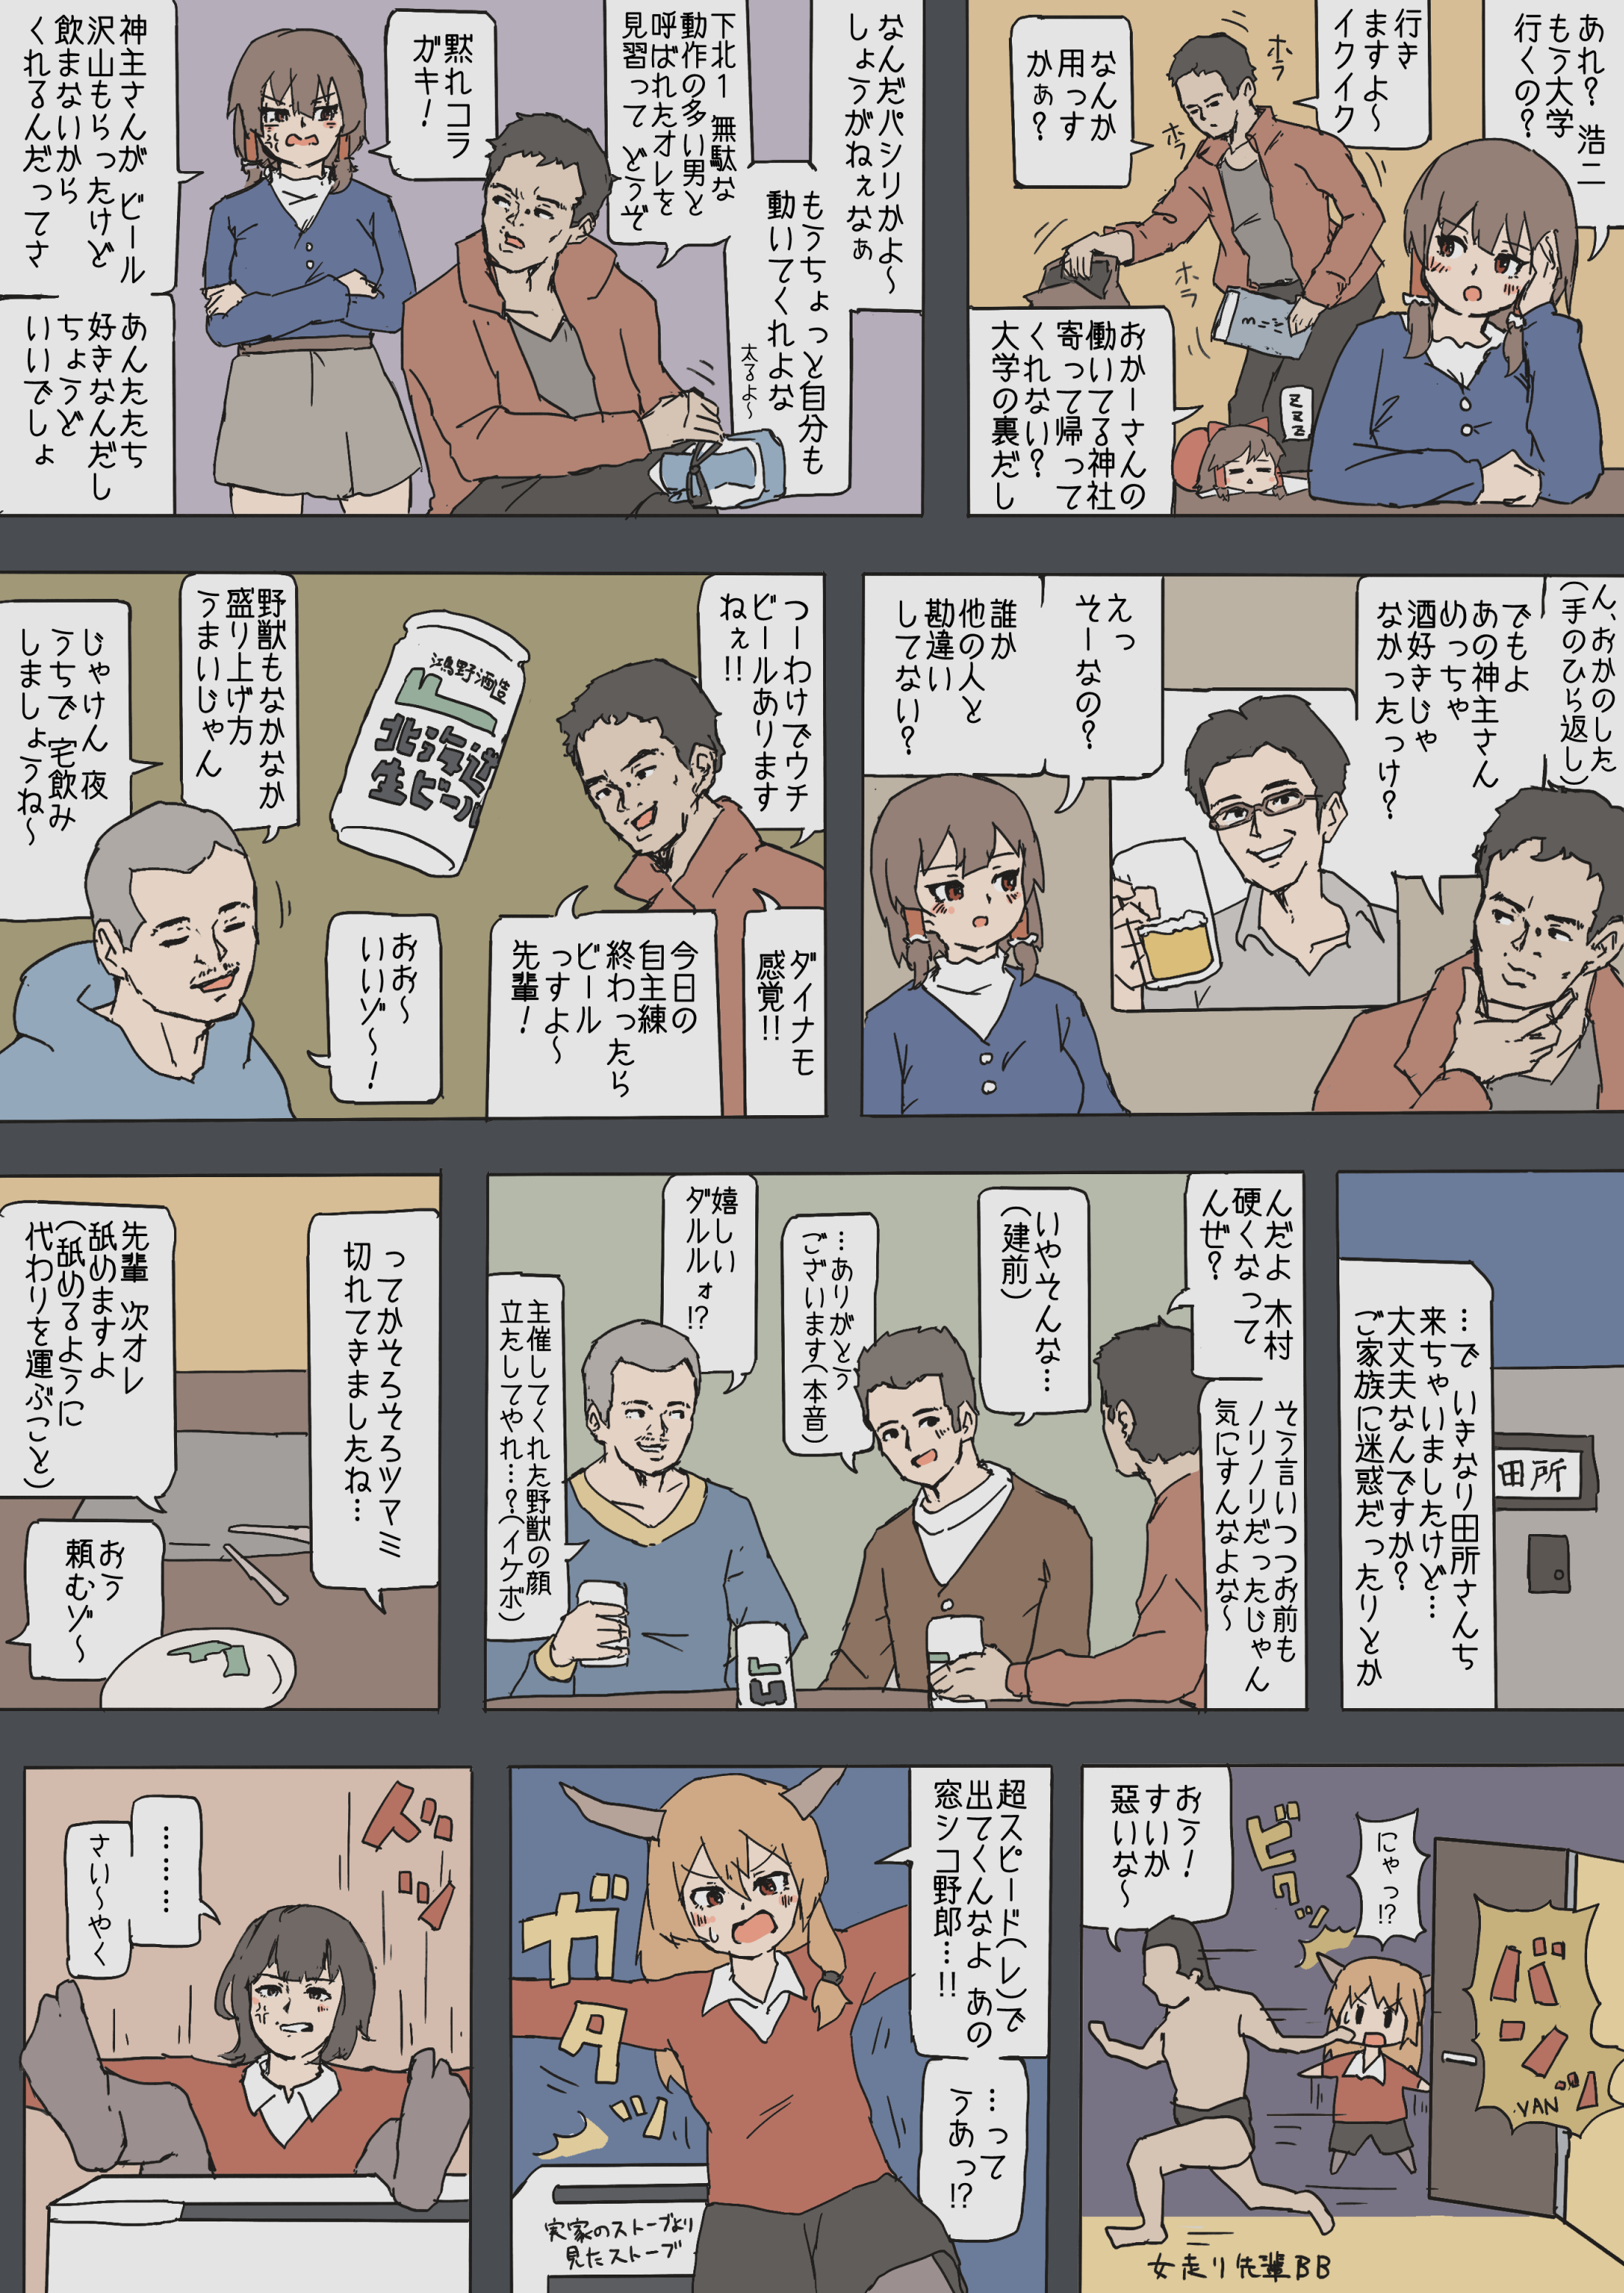 あれ? 浩二
もう大学
行くの?
行き
ますよ〜
イクイク
ホラ
ホラ
ホラ
なんか
用っす
かぁ?
ミニ
ZZZ
おかーさんの
働いてる神社
寄って帰って
くれない?
大学の裏だし
なんだパシリかよ〜
しょうがねぇなぁ
もうちょっと自分も
動いてくれよな
太るよ〜
下北1 無駄な
動作の多い男と
呼ばれたオレを
見習って どうぞ
黙れコラ
ガキ!
神主さんが ビール
沢山もらったけど
飲まないから
くれるんだってさ
あんたたち
好きなんだし
ちょうど
いいでしょ
ん、おかのした
(手のひら返し)
でもよ
あの神主さん
めっちゃ
酒好きじゃ
なかったっけ?
えっ
そーなの?
誰か
他の人と
勘違い
してない?
つーわけでウチ
ビールあります
ねぇ!!
ダイナモ
感覚!!
今日の
自主練
終わったら
ビール
っすよ〜
先輩!
鴻野酒造
北海道
生ビール
おお〜
いいゾ〜!
野獣もなかなか
盛り上げ方
うまいじゃん
じゃけん 夜
うちで 宅飲み
しましょうね〜
…で いきなり田所さんち
来ちゃいましたけど…
大丈夫なんですか?
ご家族に迷惑だったりとか
田所
んだよ 木村
硬くなって
んぜ?
そう言いつつお前も
ノリノリだったじゃん
気にすんなよな〜
いやそんな…
(建前)
…ありがとう
ございます(本音)
嬉しい
ダルルォ!?
主催してくれた野獣の顔
立たしてやれ…?(イケボ)
ってかそろそろツマミ
切れてきましたね…
先輩 次オレ
舐めますよ
(舐めるように
代わりを運ぶこと)
おう
頼むゾ〜
バンッ
VAN
にゃっ!?
ビクッ
おう!
すいか
惡いな〜
女走り先輩BB
超スピード(レ)で
出てくんなよ あの
窓シコ野郎…!!
…って
うあっ!?
ガタッ
実家のストーブより
見たストーブ
ズッ
ッ
………
さい〜やく